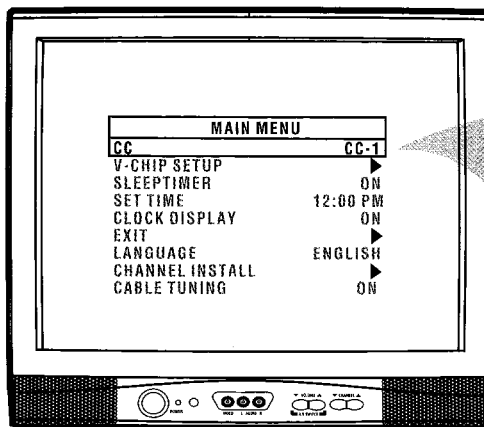 MAIN MENU
CC CC-1
V-CHIP SETUP ▶
SLEEPTIMER ON
SET TIME 12:00 PM
CLOCK DISPLAY ON
EXIT ▶
LANGUAGE ENGLISH
CHANNEL INSTALL ▶
CABLE TUNING ON
POWER VIDEO L AUDIO R ▼ VOLUME ▲ ▼ CHANNEL ▲